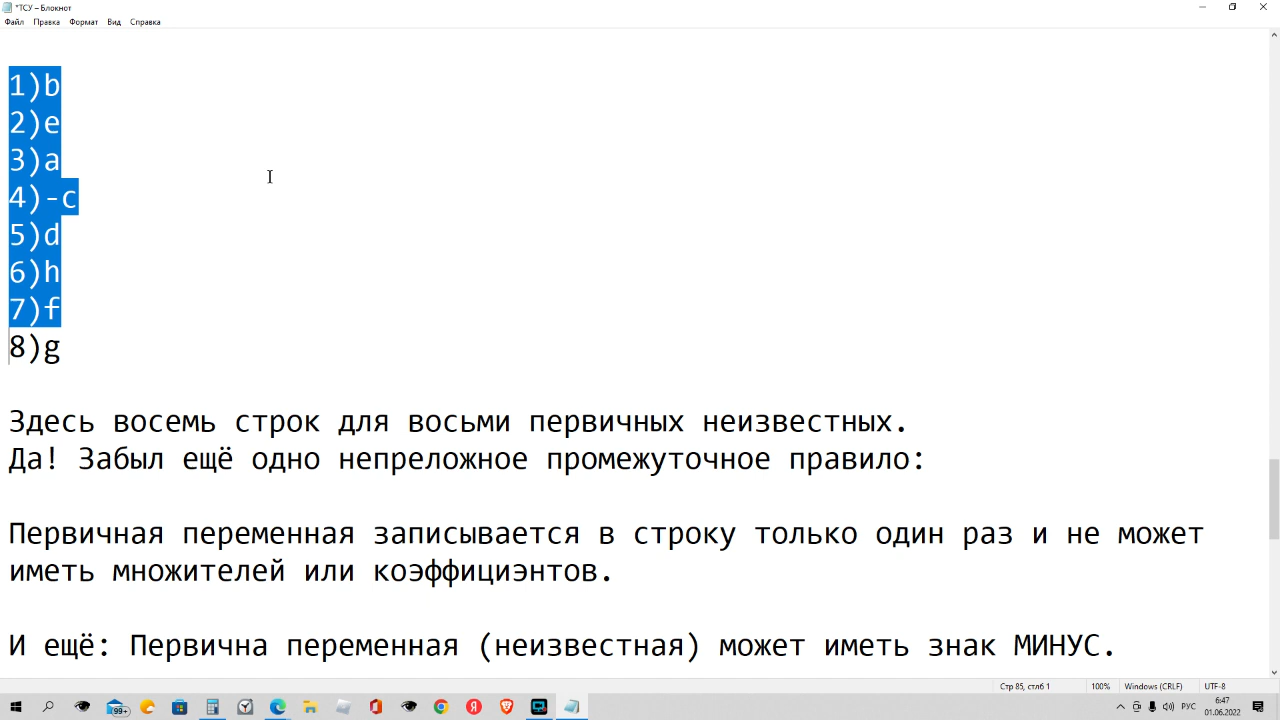 *ТСУ – Блокнот
Файл Правка Формат Вид Справка
1)b
2)e
3)a
4)-c
5)d
6)h
7)f
8)g
Здесь восемь строк для восьми первичных неизвестных.
Да! Забыл ещё одно непреложное промежуточное правило:
Первичная переменная записывается в строку только один раз и не может
иметь множителей или коэффициэнтов.
И ещё: Первична переменная (неизвестная) может иметь знак МИНУС.
Стр 85, стлб 1 100% Windows (CRLF) UTF-8
99+ РУС 6:47
01.06.2022